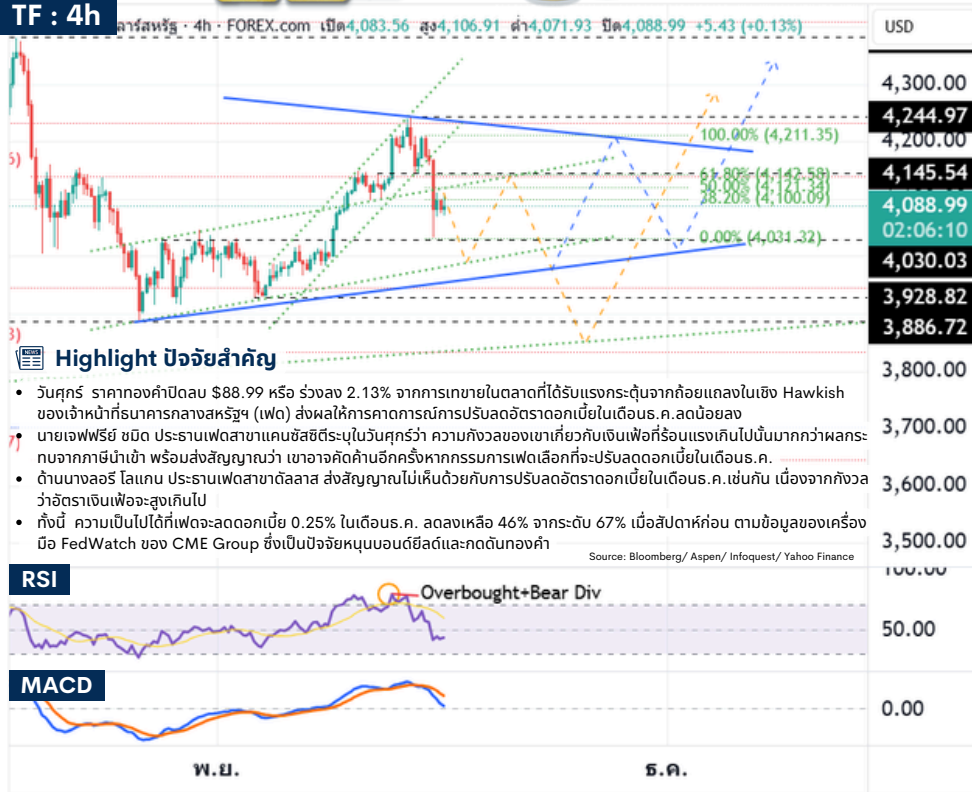 TF : 4h
ลาร์สหรัฐ · 4h · FOREX.com เปิด4,083.56 สูง4,106.91 ต่ำ4,071.93 ปิด4,088.99 +5.43 (+0.13%)
USD
4,300.00
4,244.97
4,200.00
100.00% (4,211.35)
4,145.54
61.80% (4,142.58)
50.00% (4,121.34)
38.20% (4,100.09)
4,088.99
02:06:10
0.00% (4,031.32)
4,030.03
3,928.82
3,886.72
3,800.00
3,700.00
3,600.00
3,500.00
NEWS
Highlight ปัจจัยสำคัญ
• วันศุกร์ ราคาทองคำปิดลบ $88.99 หรือ ร่วงลง 2.13% จากการเทขายในตลาดที่ได้รับแรงกระตุ้นจากถ้อยแถลงในเชิง Hawkish
ของเจ้าหน้าที่ธนาคารกลางสหรัฐฯ (เฟด) ส่งผลให้การคาดการณ์การปรับลดอัตราดอกเบี้ยในเดือนธ.ค.ลดน้อยลง
• นายเจฟฟรีย์ ชมิด ประธานเฟดสาขาแคนซัสซิตีระบุในวันศุกร์ว่า ความกังวลของเขาเกี่ยวกับเงินเฟ้อที่ร้อนแรงเกินไปนั้นมากกว่าผลกระ
ทบจากภาษีนำเข้า พร้อมส่งสัญญาณว่า เขาอาจคัดค้านอีกครั้งหากกรรมการเฟดเลือกที่จะปรับลดดอกเบี้ยในเดือนธ.ค.
• ด้านนางลอรี โลแกน ประธานเฟดสาขาดัลลาส ส่งสัญญาณไม่เห็นด้วยกับการปรับลดอัตราดอกเบี้ยในเดือนธ.ค.เช่นกัน เนื่องจากกังวล
ว่าอัตราเงินเฟ้อจะสูงเกินไป
• ทั้งนี้ ความเป็นไปได้ที่เฟดจะลดดอกเบี้ย 0.25% ในเดือนธ.ค. ลดลงเหลือ 46% จากระดับ 67% เมื่อสัปดาห์ก่อน ตามข้อมูลของเครื่อง
มือ FedWatch ของ CME Group ซึ่งเป็นปัจจัยหนุนบอนด์ยีลด์และกดดันทองคำ
Source: Bloomberg/ Aspen/ Infoquest/ Yahoo Finance
RSI
100.00
Overbought+Bear Div
50.00
MACD
0.00
พ.ย.
ธ.ค.